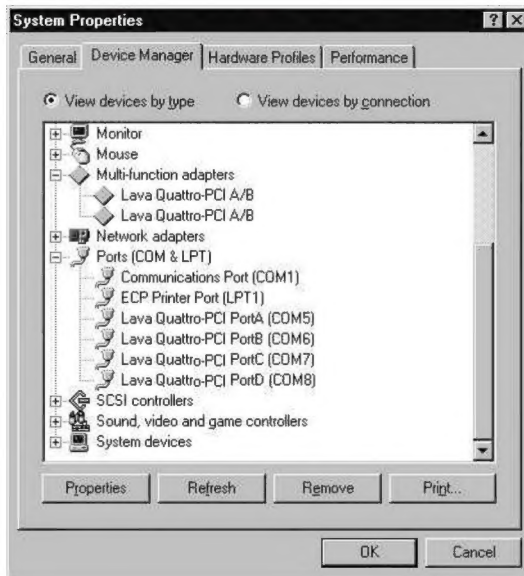 System Properties
General Device Manager Hardware Profiles Performance
View devices by type View devices by connection
Monitor
Mouse
Multi-function adapters
Lava Quattro-PCI A/B
Lava Quattro-PCI A/B
Network adapters
Ports (COM & LPT)
Communications Port (COM1)
ECP Printer Port (LPT1)
Lava Quattro-PCI PortA (COM5)
Lava Quattro-PCI PortB (COM6)
Lava Quattro-PCI PortC (COM7)
Lava Quattro-PCI PortD (COM8)
SCSI controllers
Sound, video and game controllers
System devices
Properties Refresh Remove Print...
OK Cancel